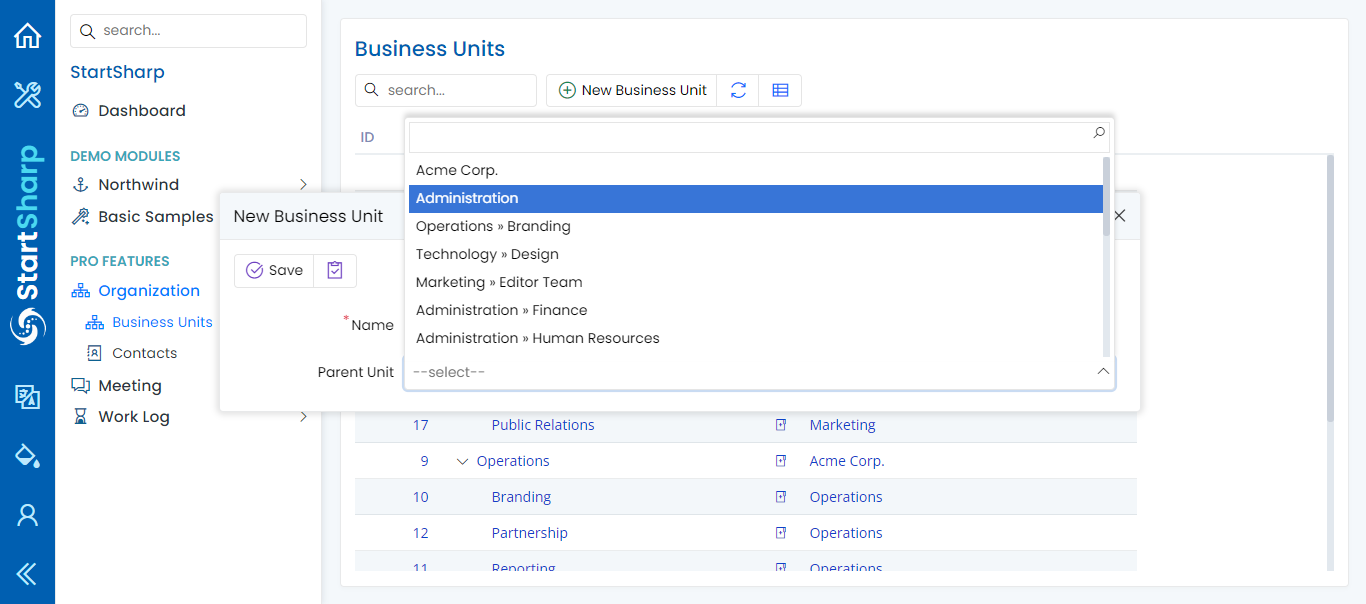 search...
StartSharp
Dashboard
DEMO MODULES
Northwind
Basic Samples
PRO FEATURES
Organization
Business Units
Contacts
Meeting
Work Log
StartSharp
Business Units
search...
New Business Unit
ID
New Business Unit
Save
*Name
Parent Unit
Acme Corp.
Administration
Operations » Branding
Technology » Design
Marketing » Editor Team
Administration » Finance
Administration » Human Resources
--select--
17 Public Relations Marketing
9 Operations Acme Corp.
10 Branding Operations
12 Partnership Operations
11 Reporting Operations